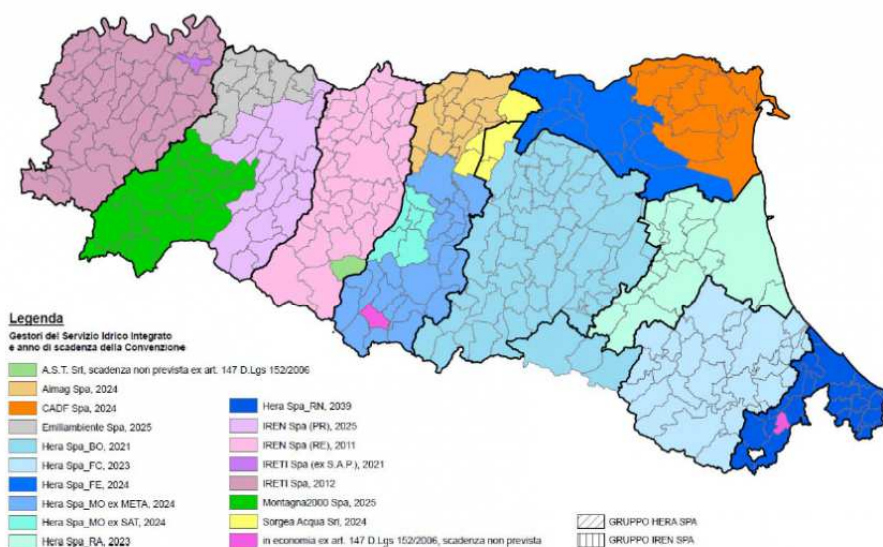 Legenda
Gestori del Servizio Idrico Integrato
e anno di scadenza della Convenzione
A.S.T. Srl, scadenza non prevista ex art. 147 D.Lgs 152/2006
Aimag Spa, 2024
CADF Spa, 2024
Emiliambiente Spa, 2025
Hera Spa_BO, 2021
Hera Spa_FC, 2023
Hera Spa_FE, 2024
Hera Spa_MO ex META, 2024
Hera Spa_MO ex SAT, 2024
Hera Spa_RA, 2023
Hera Spa_RN, 2039
IREN Spa (PR), 2025
IREN Spa (RE), 2011
IRETI Spa (ex S.A.P.), 2021
IRETI Spa, 2012
Montagna2000 Spa, 2025
Sorgea Acqua Srl, 2024
in economia ex art. 147 D.Lgs 152/2006, scadenza non prevista
GRUPPO HERA SPA
GRUPPO IREN SPA